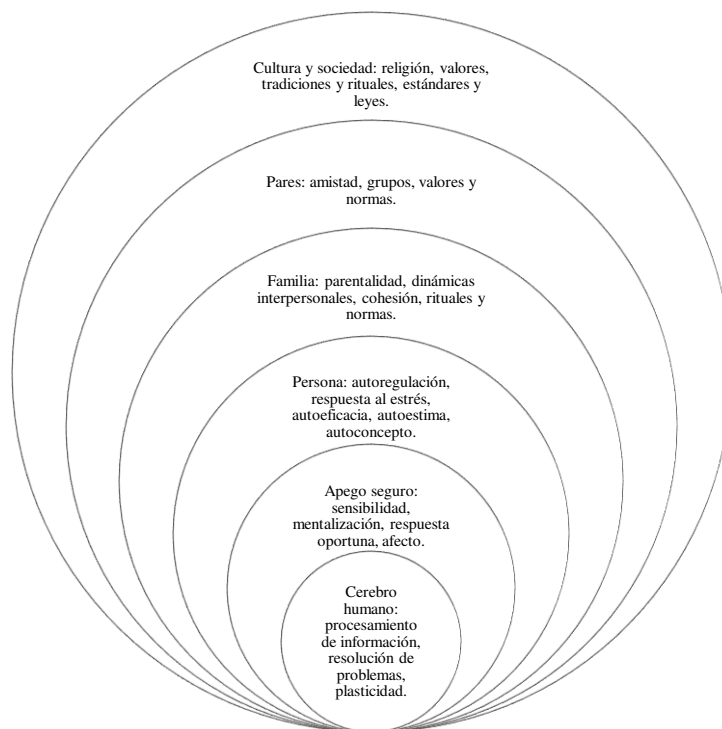 Cultura y sociedad: religión, valores,
tradiciones y rituales, estándares y
leyes.
Pares: amistad, grupos, valores y
normas.
Familia: parentalidad, dinámicas
interpersonales, cohesión, rituales y
normas.
Persona: autoregulación,
respuesta al estrés,
autoeficacia, autoestima,
autoconcepto.
Apego seguro:
sensibilidad,
mentalización, respuesta
oportuna, afecto.
Cerebro
humano:
procesamiento
de información,
resolución de
problemas,
plasticidad.